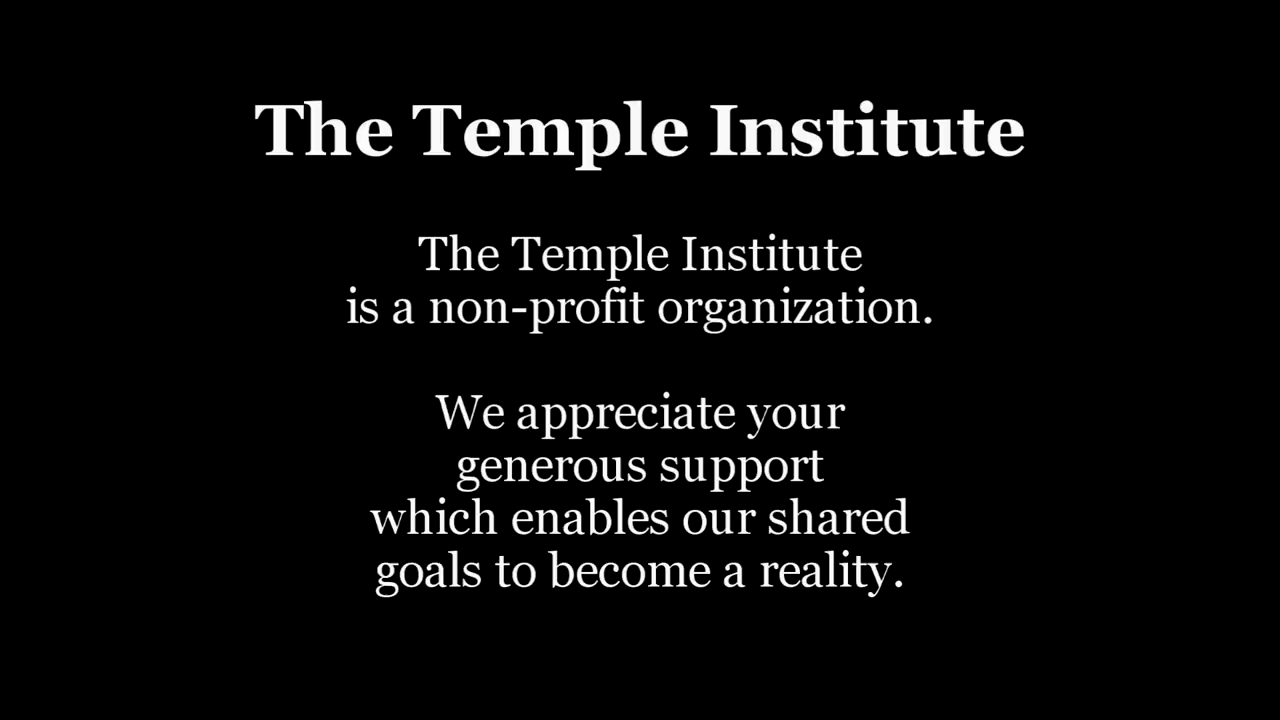 The Temple Institute
The Temple Institute
is a non-profit organization.
We appreciate your
generous support
which enables our shared
goals to become a reality.